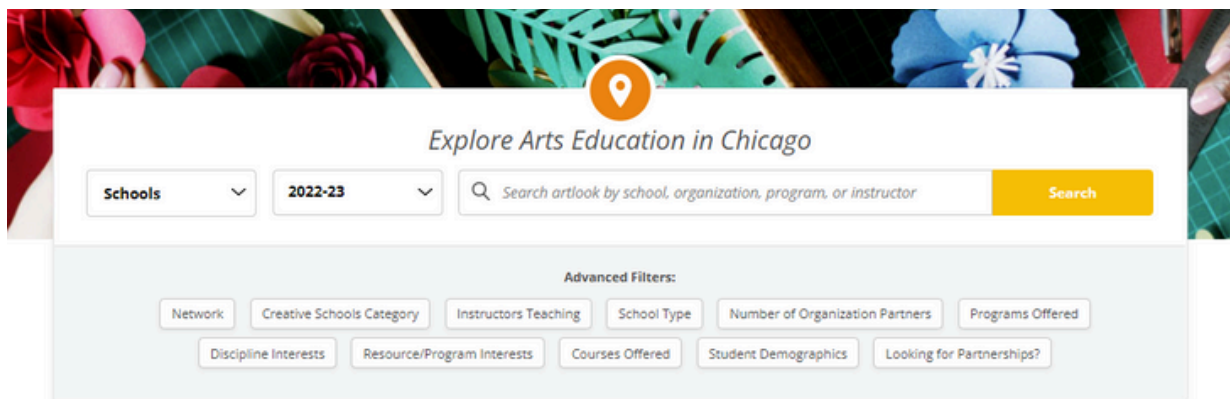 Explore Arts Education in Chicago
Schools 2022-23 Search artlook by school, organization, program, or instructor Search
Advanced Filters:
Network Creative Schools Category Instructors Teaching School Type Number of Organization Partners Programs Offered
Discipline Interests Resource/Program Interests Courses Offered Student Demographics Looking for Partnerships?